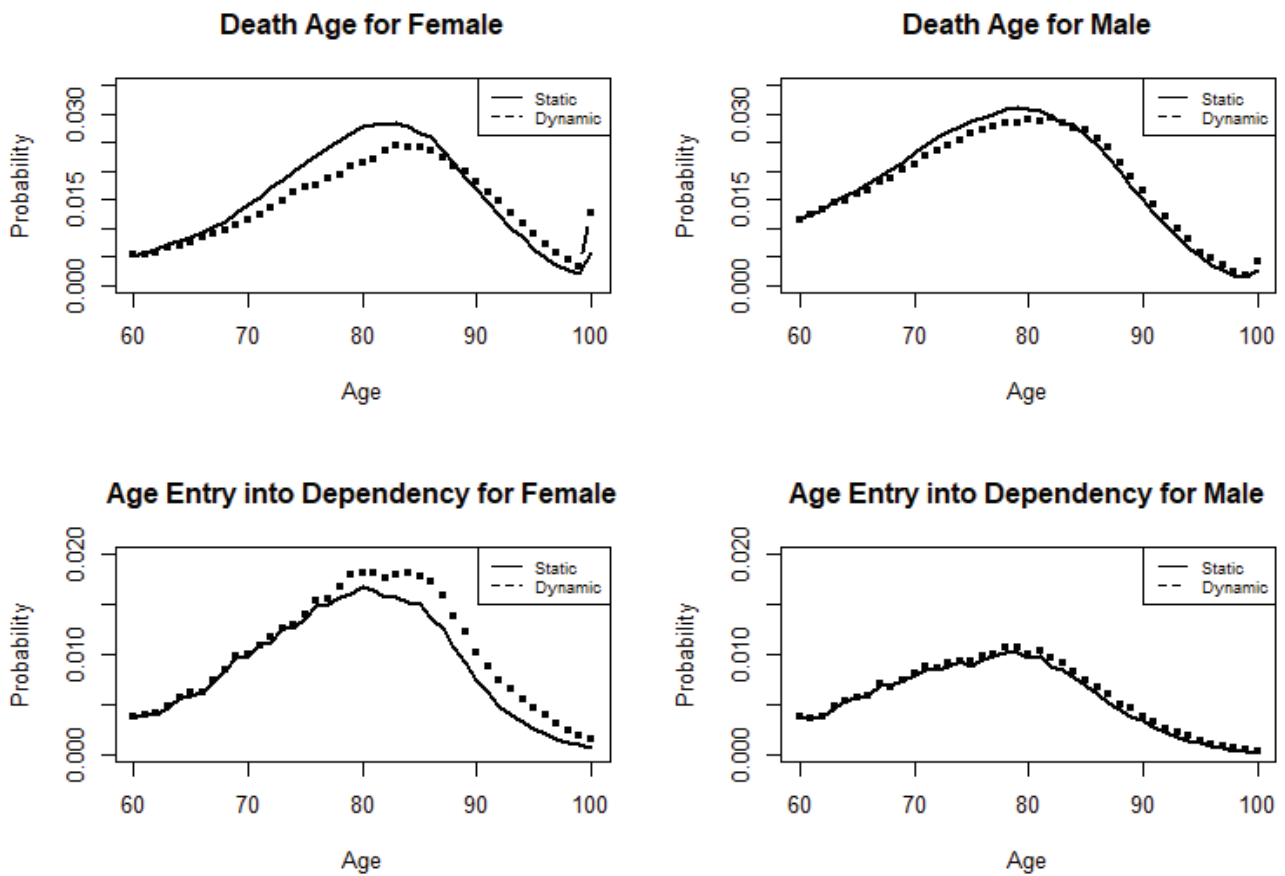 Death Age for Female
Probability
0.000
0.015
0.030
Static
Dynamic
60 70 80 90 100
Age
Death Age for Male
Probability
0.000
0.015
0.030
Static
Dynamic
60 70 80 90 100
Age
Age Entry into Dependency for Female
Probability
0.000
0.010
0.020
Static
Dynamic
60 70 80 90 100
Age
Age Entry into Dependency for Male
Probability
0.000
0.010
0.020
Static
Dynamic
60 70 80 90 100
Age